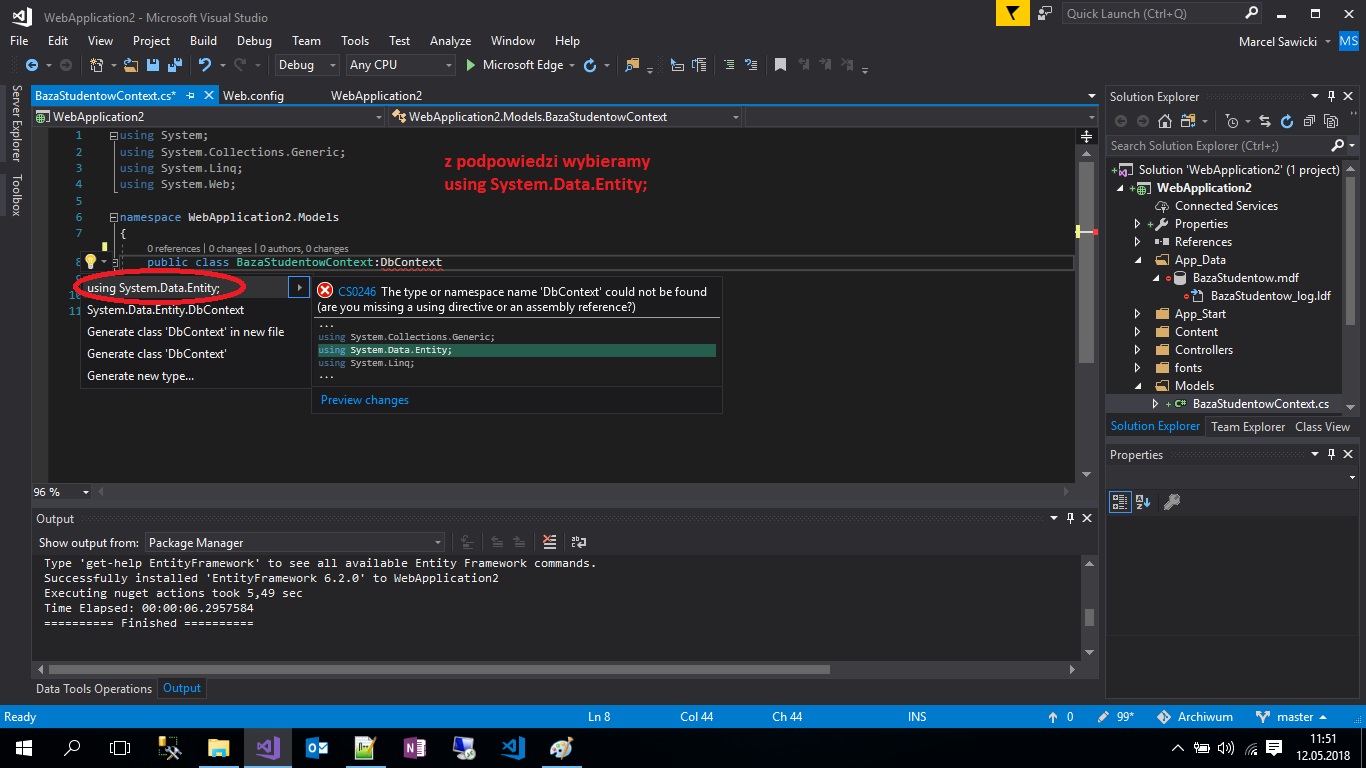 WebApplication2 - Microsoft Visual Studio
Quick Launch (Ctrl+Q)
File Edit View Project Build Debug Team Tools Test Analyze Window Help
Marcel Sawicki MS
Debug Any CPU Microsoft Edge
Server Explorer
Toolbox
BazaStudentowContext.cs* Web.config WebApplication2
WebApplication2 WebApplication2.Models.BazaStudentowContext
1 using System;
2 using System.Collections.Generic;
3 using System.Linq;
4 using System.Web;
5
z podpowiedzi wybieramy
using System.Data.Entity;
6 namespace WebApplication2.Models
7 {
0 references | 0 changes | 0 authors, 0 changes
8 public class BazaStudentowContext:DbContext
9
10
11
using System.Data.Entity;
System.Data.Entity.DbContext
Generate class 'DbContext' in new file
Generate class 'DbContext'
Generate new type...
CS0246 The type or namespace name 'DbContext' could not be found
(are you missing a using directive or an assembly reference?)
...
using System.Collections.Generic;
using System.Data.Entity;
using System.Linq;
...
Preview changes
96 %
Output
Show output from: Package Manager
Type 'get-help EntityFramework' to see all available Entity Framework commands.
Successfully installed 'EntityFramework 6.2.0' to WebApplication2
Executing nuget actions took 5,49 sec
Time Elapsed: 00:00:06.2957584
========== Finished ==========
Data Tools Operations Output
Solution Explorer
Search Solution Explorer (Ctrl+;)
Solution 'WebApplication2' (1 project)
WebApplication2
Connected Services
Properties
References
App_Data
BazaStudentow.mdf
BazaStudentow_log.ldf
App_Start
Content
Controllers
fonts
Models
BazaStudentowContext.cs
Solution Explorer Team Explorer Class View
Properties
Ready Ln 8 Col 44 Ch 44 INS 0 99* Archiwum master
11:51
12.05.2018